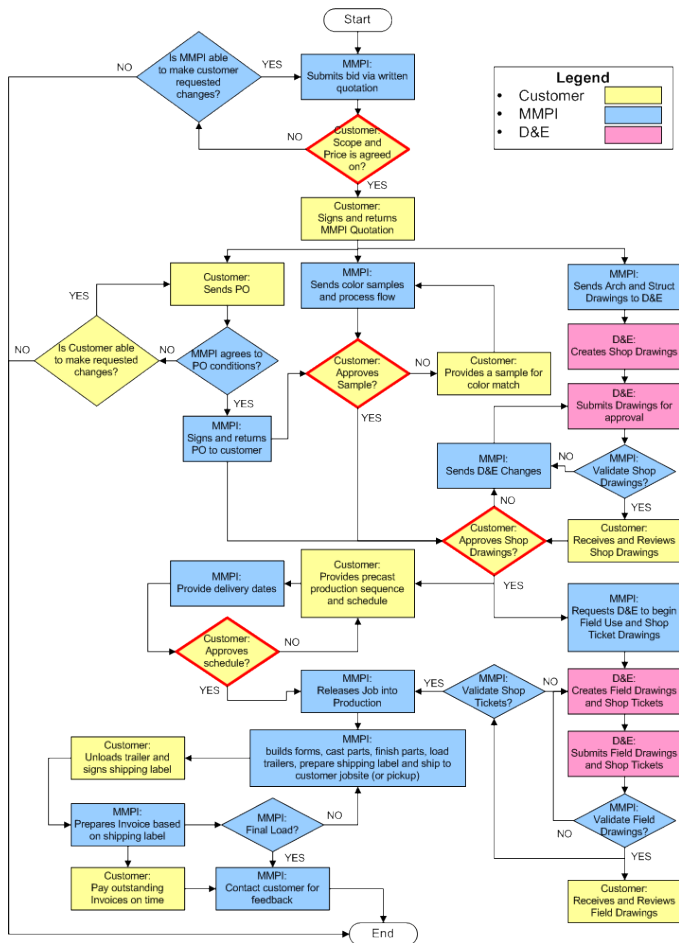 Start
Is MMPI able
to make customer
requested
changes?
NO
YES
MMPI:
Submits bid via written
quotation
Legend
• Customer
• MMPI
• D&E
NO
Customer:
Scope and
Price is agreed
on?
YES
Customer:
Signs and returns
MMPI Quotation
Customer:
Sends PO
MMPI:
Sends color samples
and process flow
MMPI:
Sends Arch and Struct
Drawings to D&E
YES
NO
Is Customer able
to make requested
changes?
NO
MMPI agrees to
PO conditions?
YES
Customer:
Approves
Sample?
NO
YES
Customer:
Provides a sample for
color match
D&E:
Creates Shop Drawings
D&E:
Submits Drawings for
approval
MMPI:
Signs and returns
PO to customer
MMPI:
Sends D&E Changes
NO
MMPI:
Validate Shop
Drawings?
YES
NO
Customer:
Approves Shop
Drawings?
YES
Customer:
Receives and Reviews
Shop Drawings
MMPI:
Provide delivery dates
Customer:
Provides precast
production sequence
and schedule
MMPI:
Requests D&E to begin
Field Use and Shop
Ticket Drawings
Customer:
Approves
schedule?
NO
YES
MMPI:
Releases Job into
Production
YES
MMPI:
Validate Shop
Tickets?
NO
D&E:
Creates Field Drawings
and Shop Tickets
Customer:
Unloads trailer and
signs shipping label
MMPI:
builds forms, cast parts, finish parts, load
trailers, prepare shipping label and ship to
customer jobsite (or pickup)
D&E:
Submits Field Drawings
and Shop Tickets
MMPI:
Prepares Invoice based
on shipping label
MMPI:
Final Load?
NO
YES
MMPI:
Validate Field
Drawings?
NO
YES
Customer:
Pay outstanding
Invoices on time
MMPI:
Contact customer for
feedback
Customer:
Receives and Reviews
Field Drawings
End